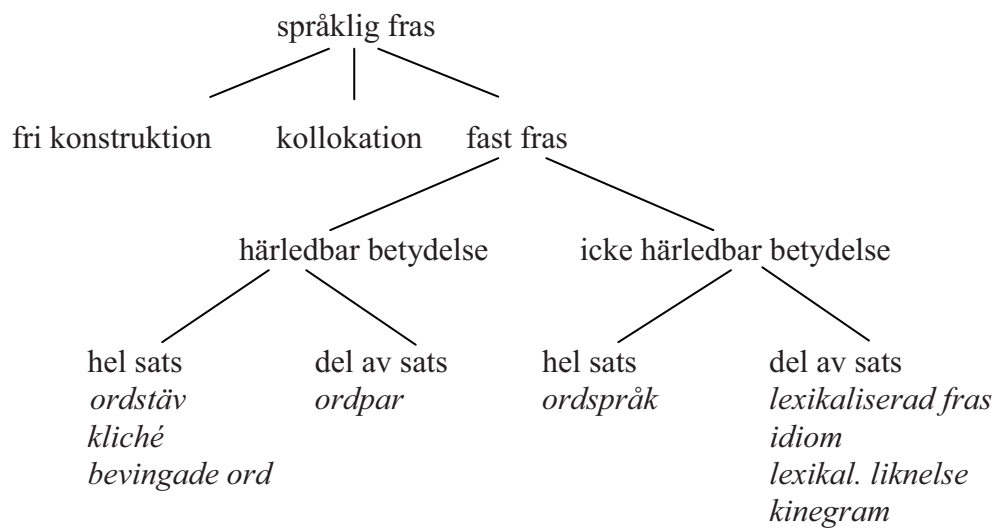 språklig fras
fri konstruktion kollokation fast fras
härledbar betydelse icke härledbar betydelse
hel sats del av sats hel sats del av sats
ordstäv ordpar ordspråk lexikaliserad fras
kliché idiom
bevingade ord lexikal. liknelse
kinegram